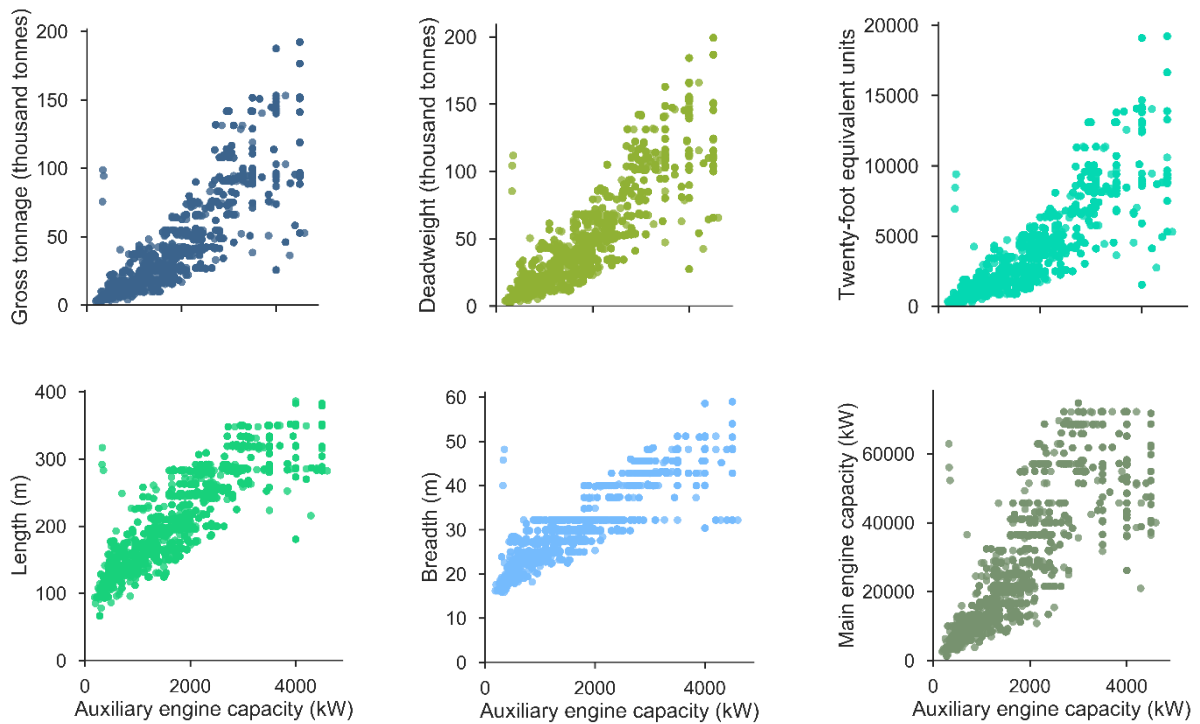 Gross tonnage (thousand tonnes)
200
150
100
50
0
Deadweight (thousand tonnes)
200
150
100
50
0
Twenty-foot equivalent units
20000
15000
10000
5000
0
Length (m)
400
300
200
100
0
0 2000 4000
Auxiliary engine capacity (kW)
Breadth (m)
60
50
40
30
20
10
0
0 2000 4000
Auxiliary engine capacity (kW)
Main engine capacity (kW)
60000
40000
20000
0
0 2000 4000
Auxiliary engine capacity (kW)